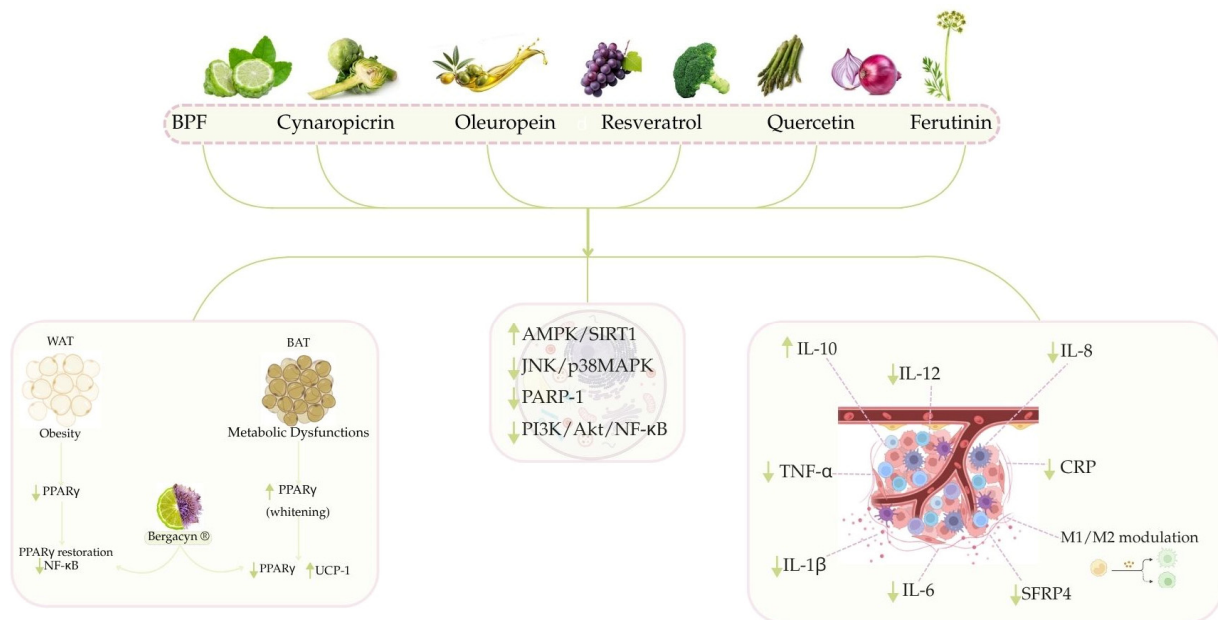 BPF Cynaropicrin Oleuropein Resveratrol Quercetin Ferutinin
WAT
Obesity
↓ PPARγ
PPARγ restoration
↓ NF-κB
BAT
Metabolic Dysfunctions
↑ PPARγ
(whitening)
↓ PPARγ ↑ UCP-1
Bergacyn ®
↑ AMPK/SIRT1
↓ JNK/p38MAPK
↓ PARP-1
↓ PI3K/Akt/NF-κB
↑ IL-10
↓ IL-12
↓ IL-8
↓ TNF-α
↓ CRP
M1/M2 modulation
↓ IL-1β
↓ IL-6
↓ SFRP4